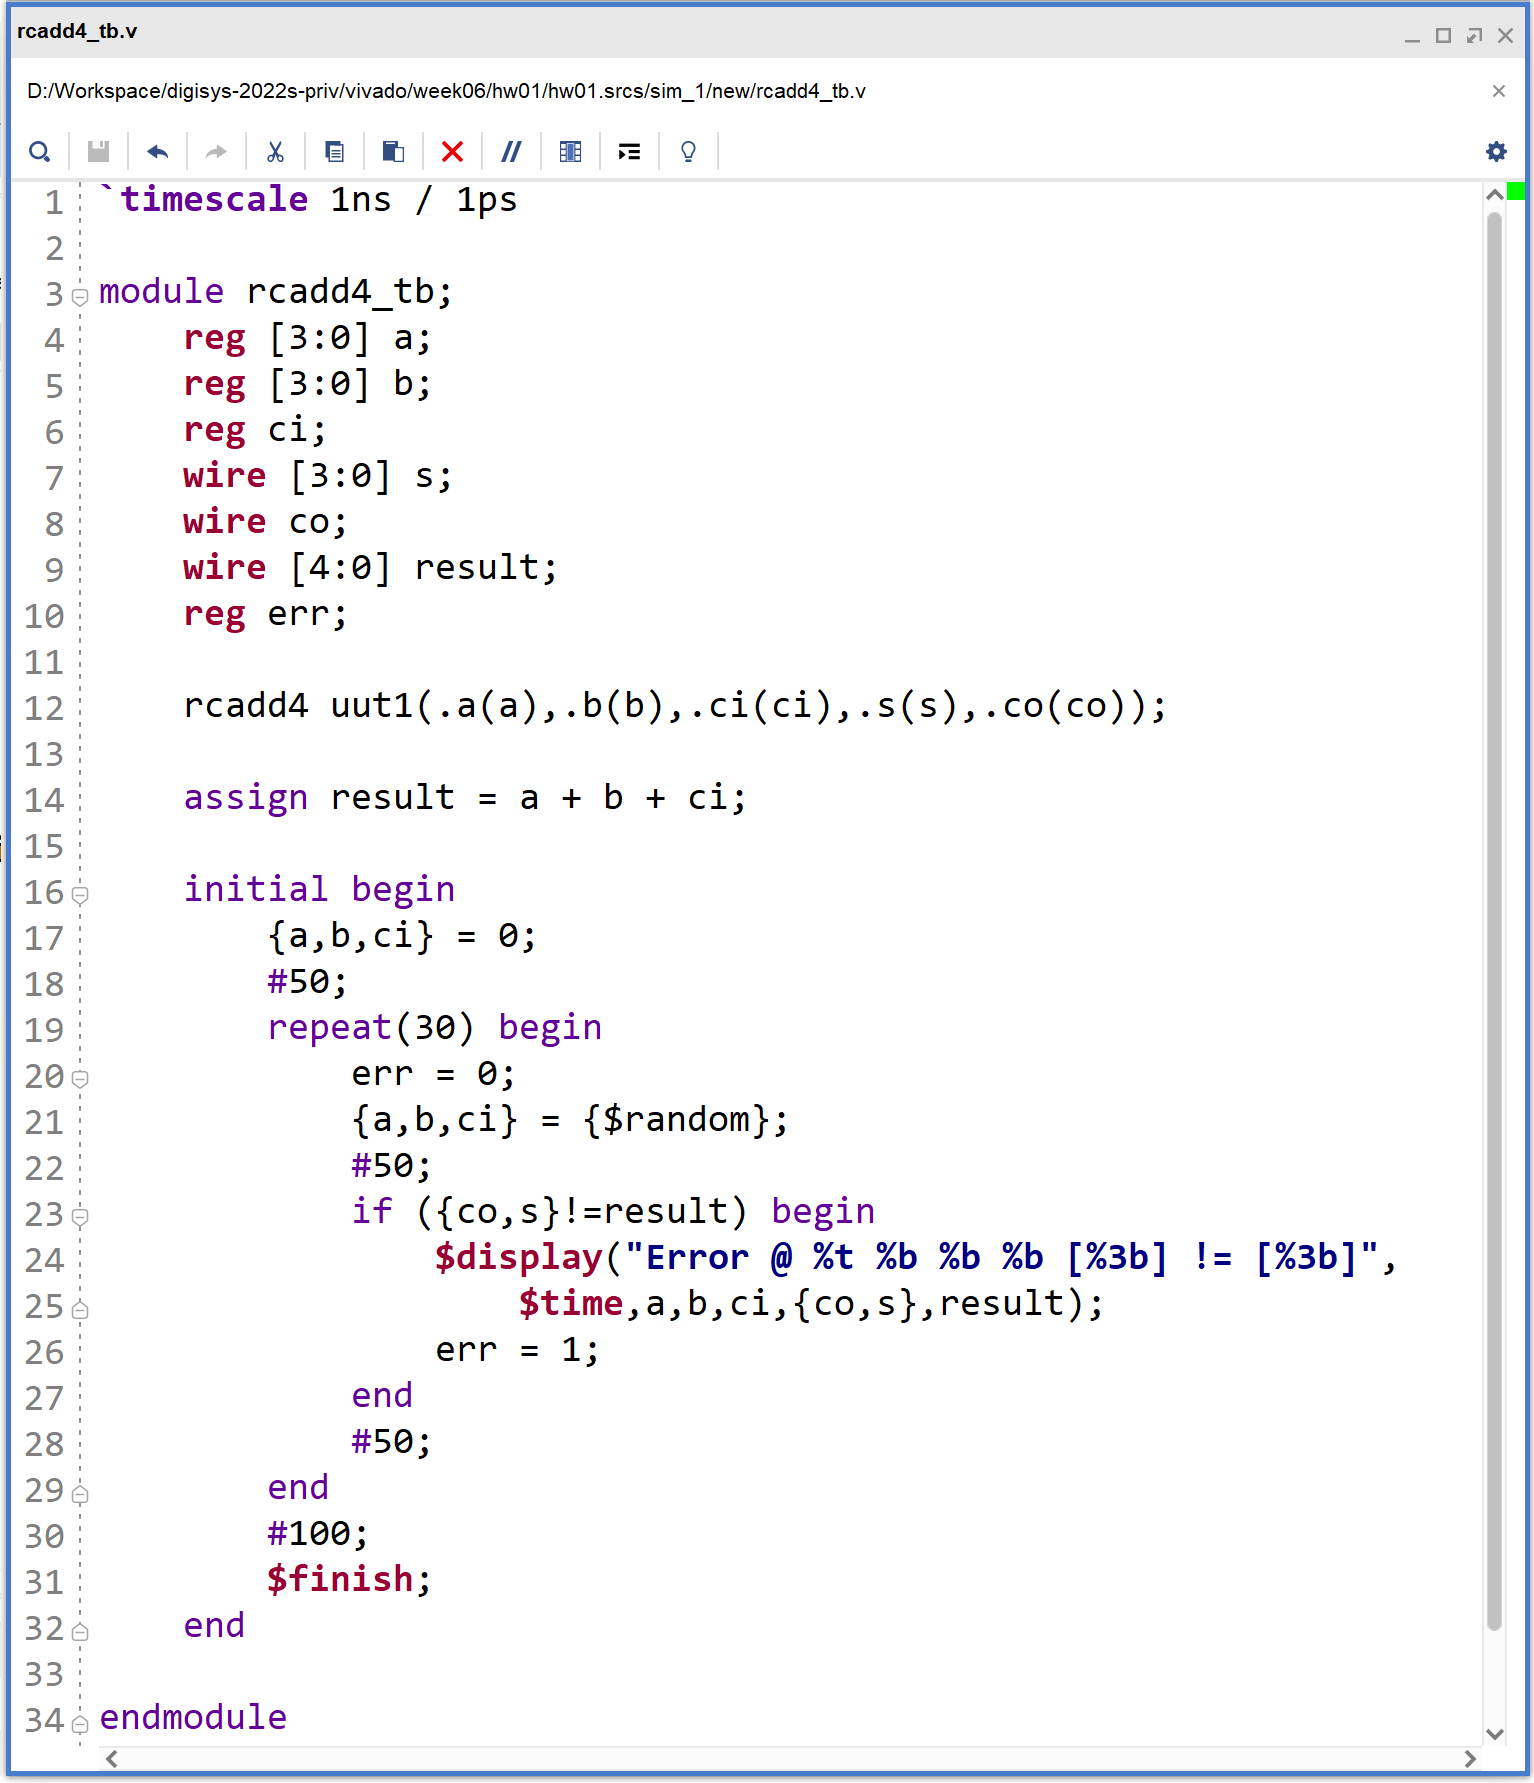 rcadd4_tb.v
D:/Workspace/digisys-2022s-priv/vivado/week06/hw01/hw01.srcs/sim_1/new/rcadd4_tb.v
1 `timescale 1ns / 1ps
2
3 module rcadd4_tb;
4     reg [3:0] a;
5     reg [3:0] b;
6     reg ci;
7     wire [3:0] s;
8     wire co;
9     wire [4:0] result;
10     reg err;
11
12     rcadd4 uut1(.a(a),.b(b),.ci(ci),.s(s),.co(co));
13
14     assign result = a + b + ci;
15
16     initial begin
17         {a,b,ci} = 0;
18         #50;
19         repeat(30) begin
20             err = 0;
21             {a,b,ci} = {$random};
22             #50;
23             if ({co,s}!=result) begin
24                 $display("Error @ %t %b %b %b [%3b] != [%3b]",
25                     $time,a,b,ci,{co,s},result);
26                 err = 1;
27             end
28             #50;
29         end
30         #100;
31         $finish;
32     end
33
34 endmodule